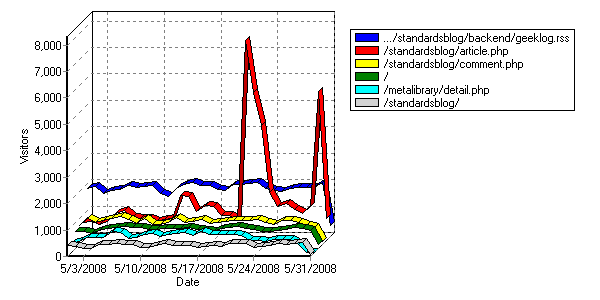 8,000
7,000
6,000
5,000
4,000
3,000
2,000
1,000
0
Visitors
5/3/2008
5/10/2008
5/17/2008
5/24/2008
5/31/2008
Date
.../standardsblog/backend/geeklog.rss
/standardsblog/article.php
/standardsblog/comment.php
/
/metalibrary/detail.php
/standardsblog/